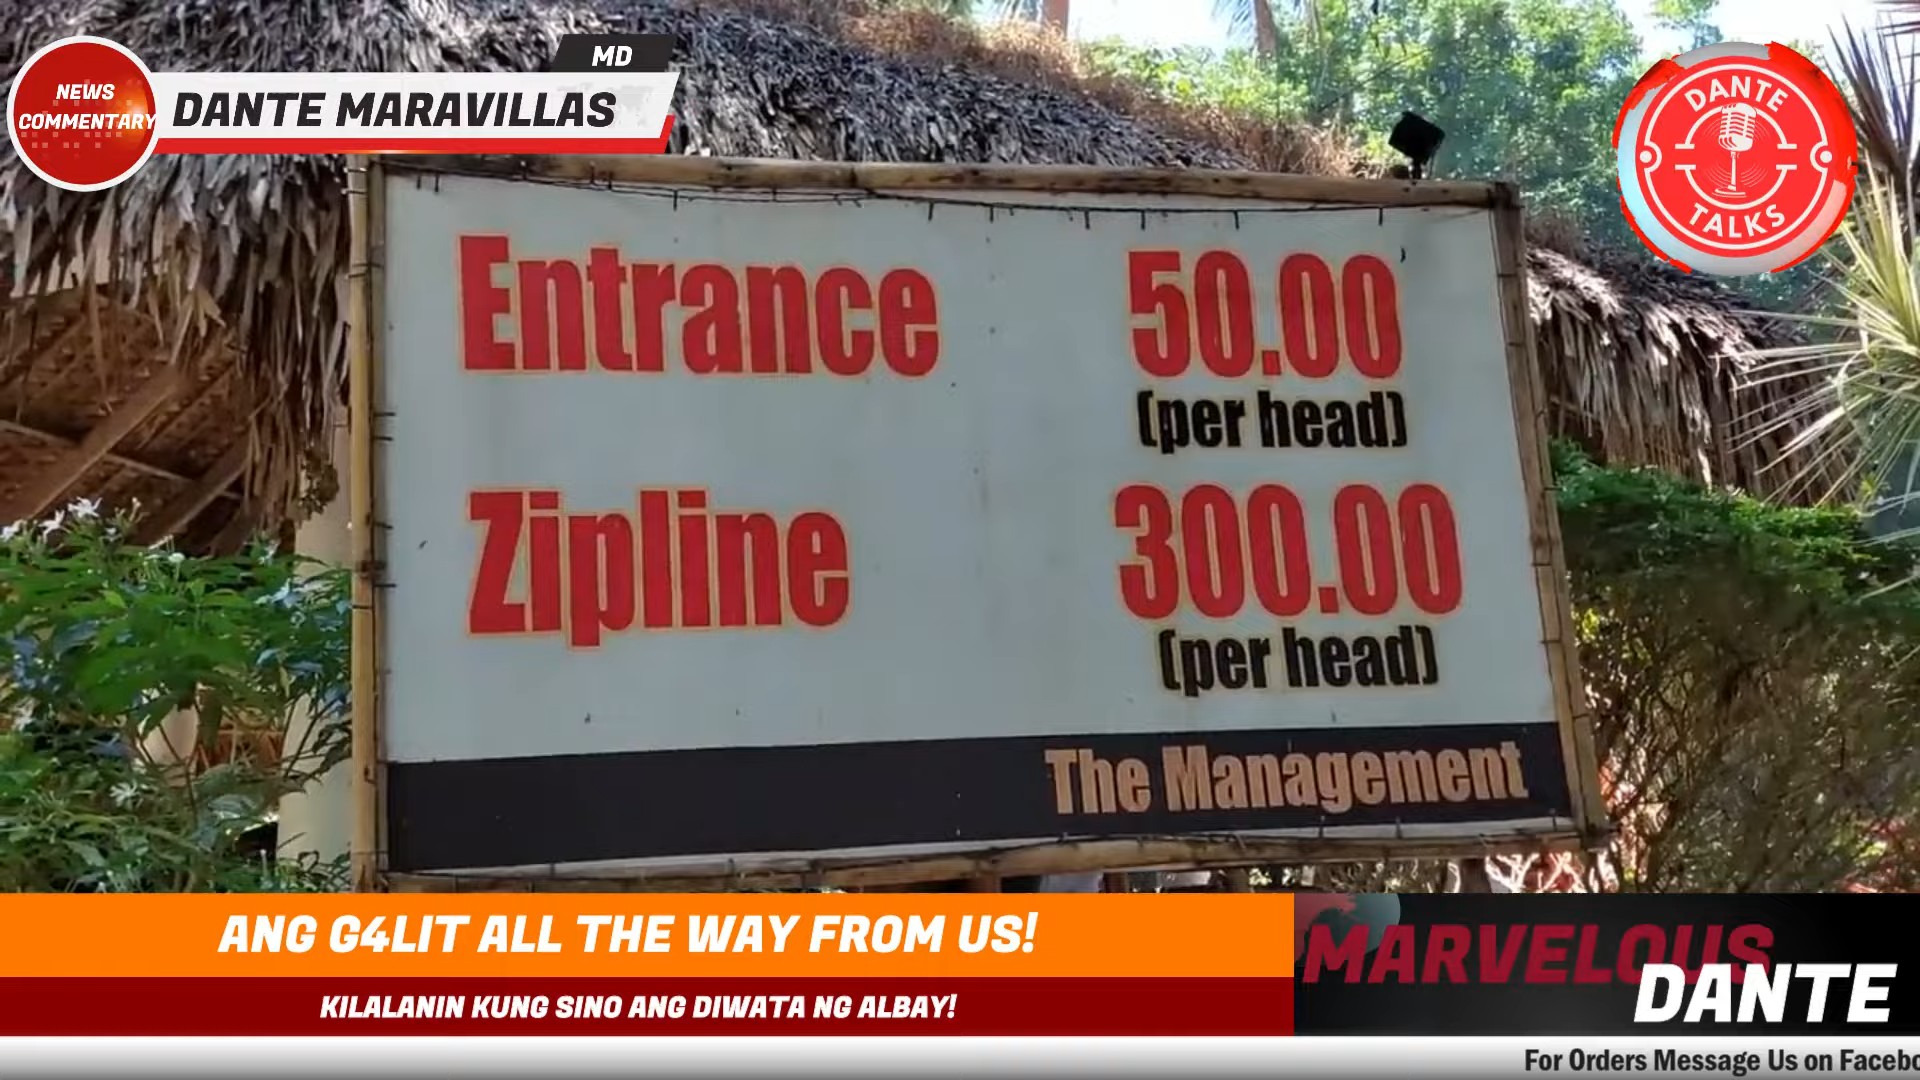 MD
NEWS
COMMENTARY
DANTE MARAVILLAS
DANTE
TALKS
Entrance 50.00
(per head)
Zipline 300.00
(per head)
The Management
ANG G4LIT ALL THE WAY FROM US!
KILALANIN KUNG SINO ANG DIWATA NG ALBAY!
MARVELOUS
DANTE
For Orders Message Us on Facebo